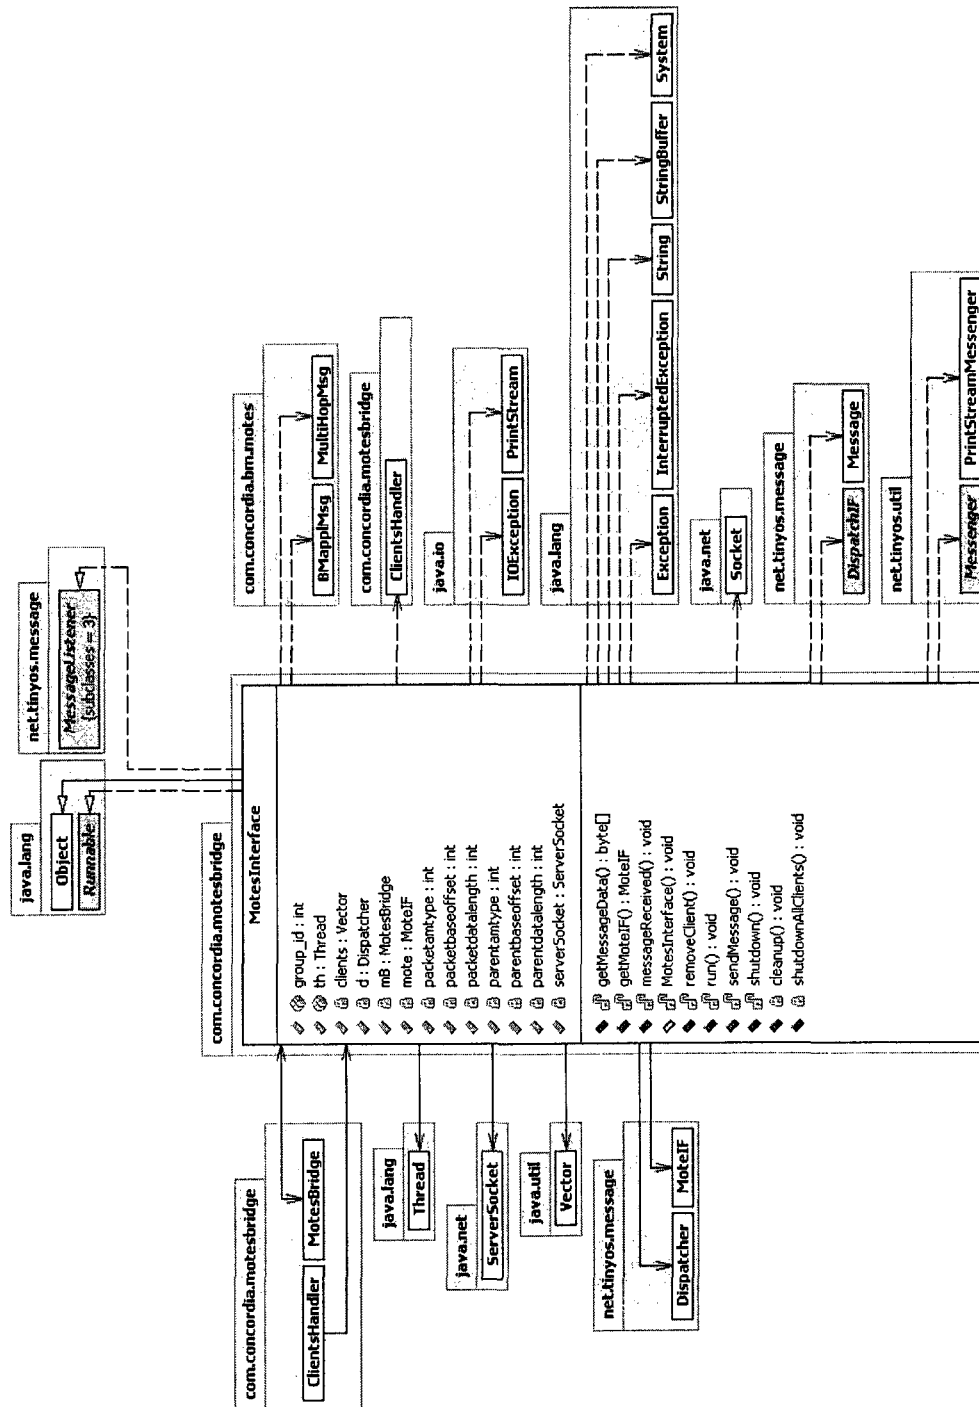 java.lang
Object
Runnable
net.tinyos.message
MessageListener
{subclasses = 3}
com.concordia.motesbridge
ClientsHandler
MotesBridge
java.lang
Thread
java.net
ServerSocket
java.util
Vector
net.tinyos.message
Dispatcher
MoteIF
com.concordia.motesbridge
MotesInterface
group_id : int
th : Thread
clients : Vector
d : Dispatcher
mB : MotesBridge
mote : MoteIF
packetamtype : int
packetbaseoffset : int
packetdatalength : int
parentamtype : int
parentbaseoffset : int
parentdatalength : int
serverSocket : ServerSocket
getMessageData() : byte[]
getMoteIF() : MoteIF
messageReceived() : void
MotesInterface() : void
removeClient() : void
run() : void
sendMessage() : void
shutdown() : void
cleanup() : void
shutdownAllClients() : void
com.concordia.bm.motes
BMapplMsg
MultiHopMsg
com.concordia.motesbridge
ClientsHandler
java.io
IOException
PrintStream
java.lang
Exception
InterruptedException
String
StringBuffer
System
java.net
Socket
net.tinyos.message
DispatchIF
Message
net.tinyos.util
Messenger
PrintStreamMessenger